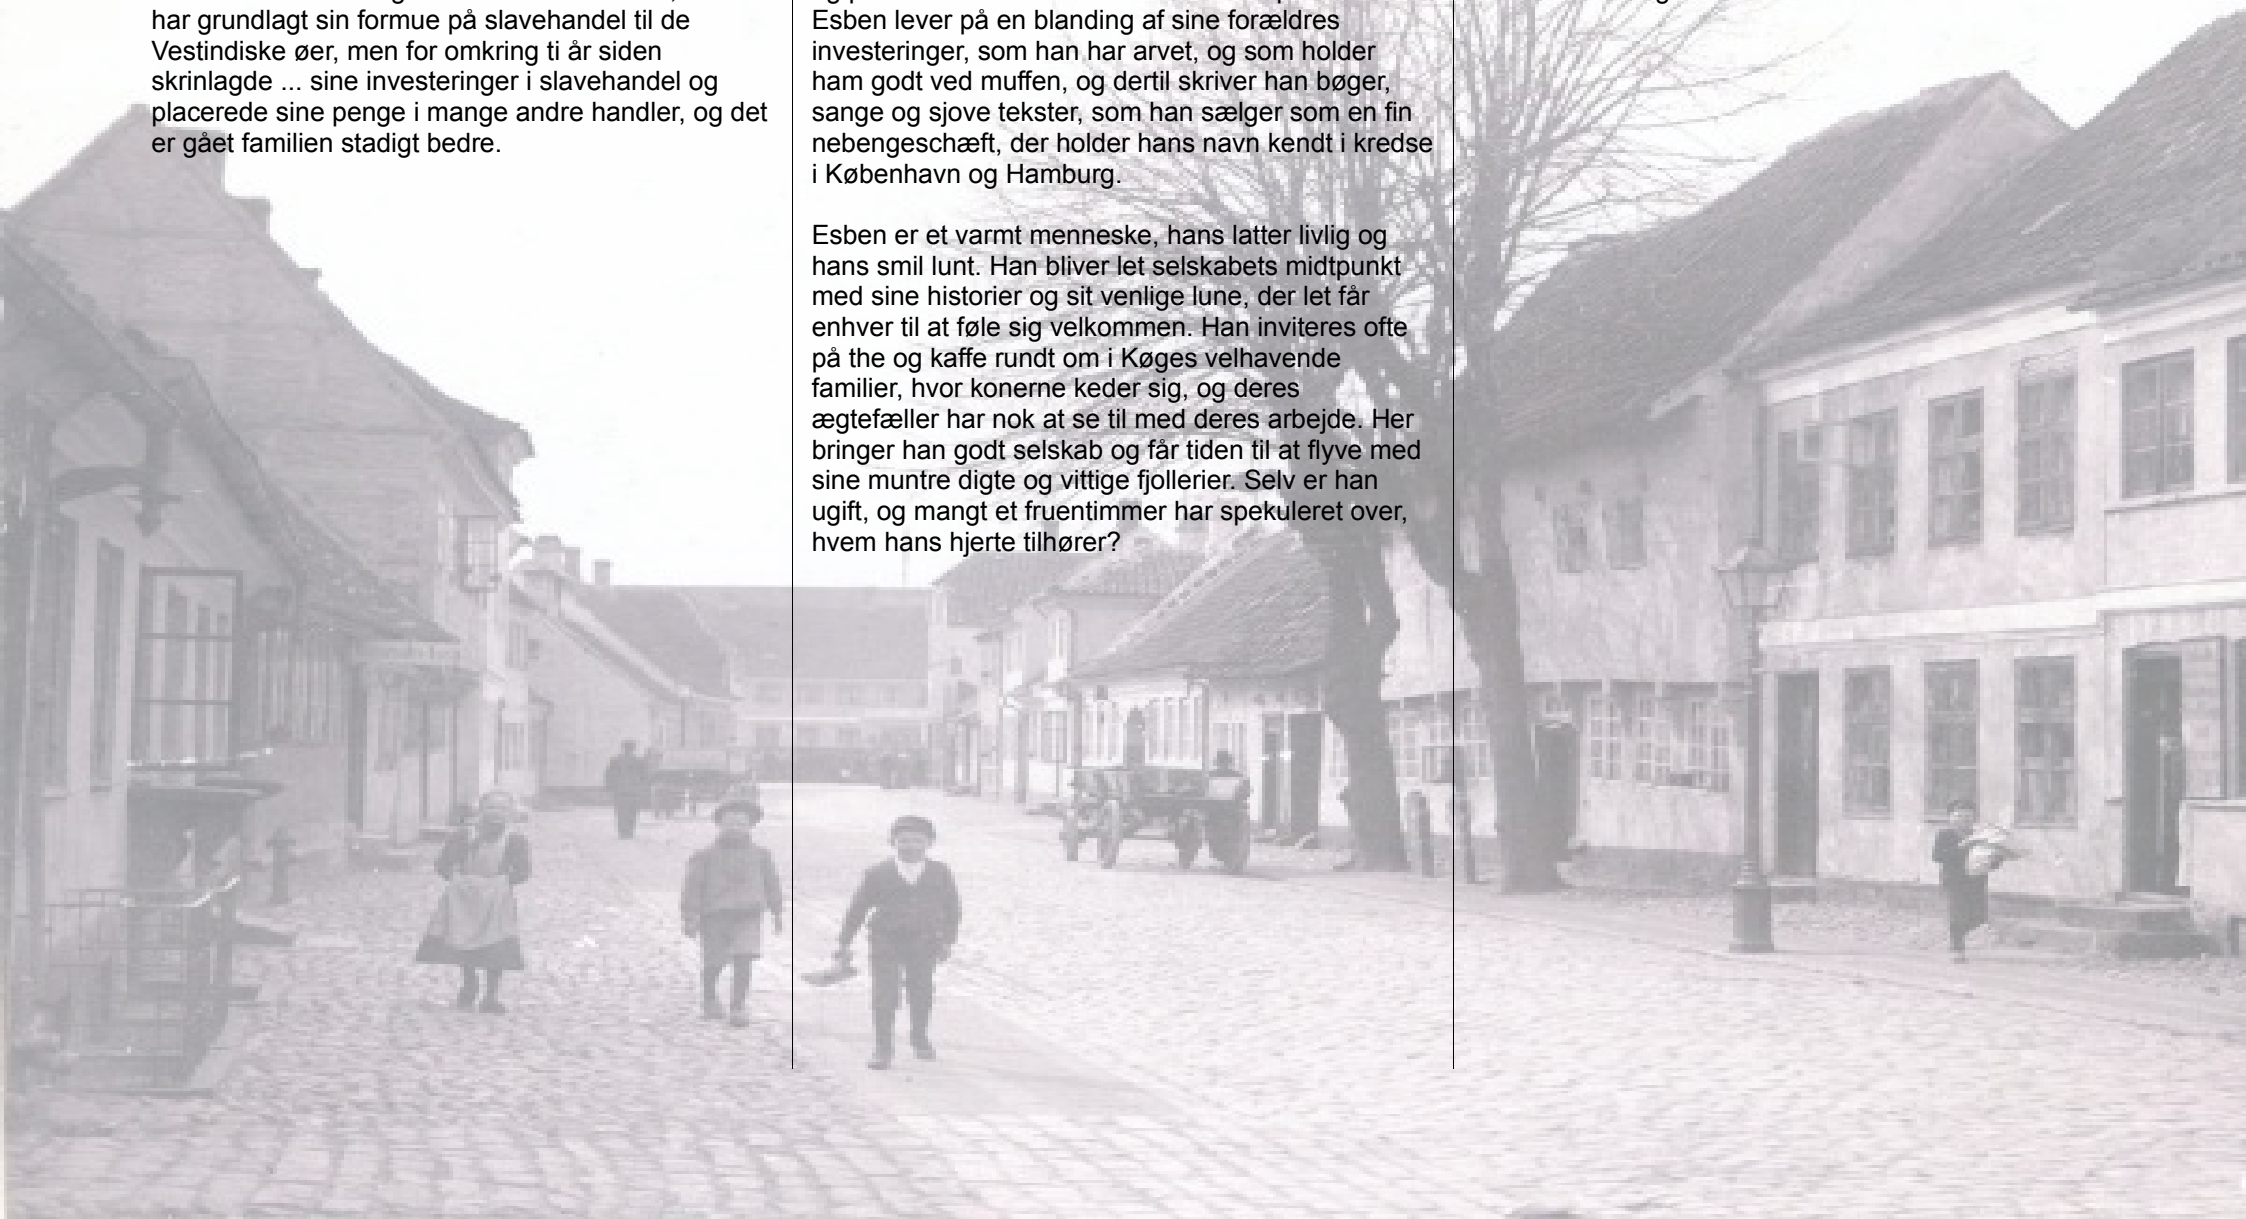 har grundlagt sin formue på slavehandel til de
Vestindiske øer, men for omkring ti år siden
skrinlagde ... sine investeringer i slavehandel og
placerede sine penge i mange andre handler, og det
er gået familien stadigt bedre.
Esben lever på en blanding af sine forældres
investeringer, som han har arvet, og som holder
ham godt ved muffen, og dertil skriver han bøger,
sange og sjove tekster, som han sælger som en fin
nebengeschæft, der holder hans navn kendt i kredse
i København og Hamburg.
Esben er et varmt menneske, hans latter livlig og
hans smil lunt. Han bliver let selskabets midtpunkt
med sine historier og sit venlige lune, der let får
enhver til at føle sig velkommen. Han inviteres ofte
på the og kaffe rundt om i Køges velhavende
familier, hvor konerne keder sig, og deres
ægtefæller har nok at se til med deres arbejde. Her
bringer han godt selskab og får tiden til at flyve med
sine muntre digte og vittige fjollerier. Selv er han
ugift, og mangt et fruentimmer har spekuleret over,
hvem hans hjerte tilhører?